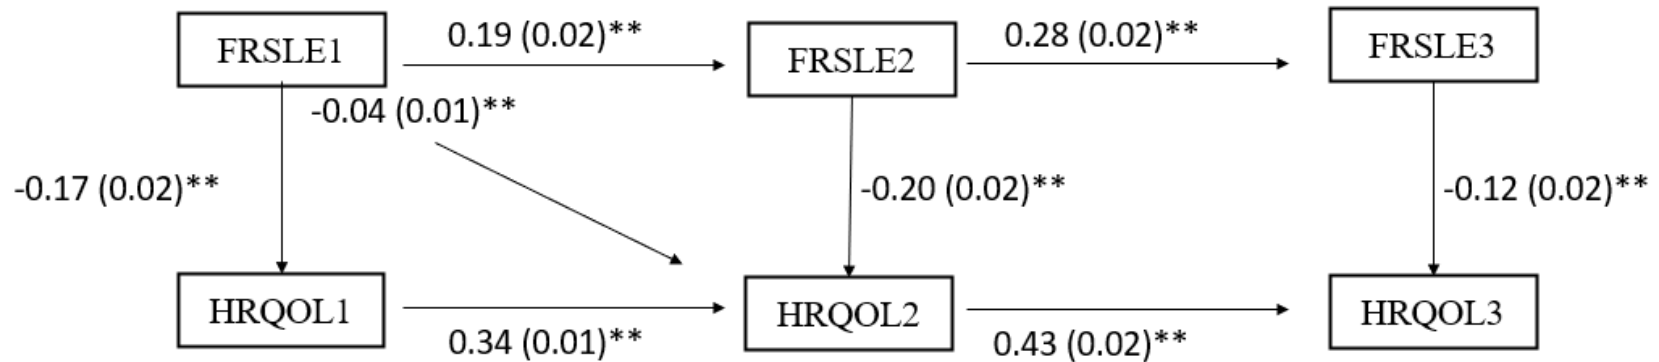 FRSLE1
0.19 (0.02)**
FRSLE2
0.28 (0.02)**
FRSLE3
-0.04 (0.01)**
-0.17 (0.02)**
-0.20 (0.02)**
-0.12 (0.02)**
HRQOL1
0.34 (0.01)**
HRQOL2
0.43 (0.02)**
HRQOL3